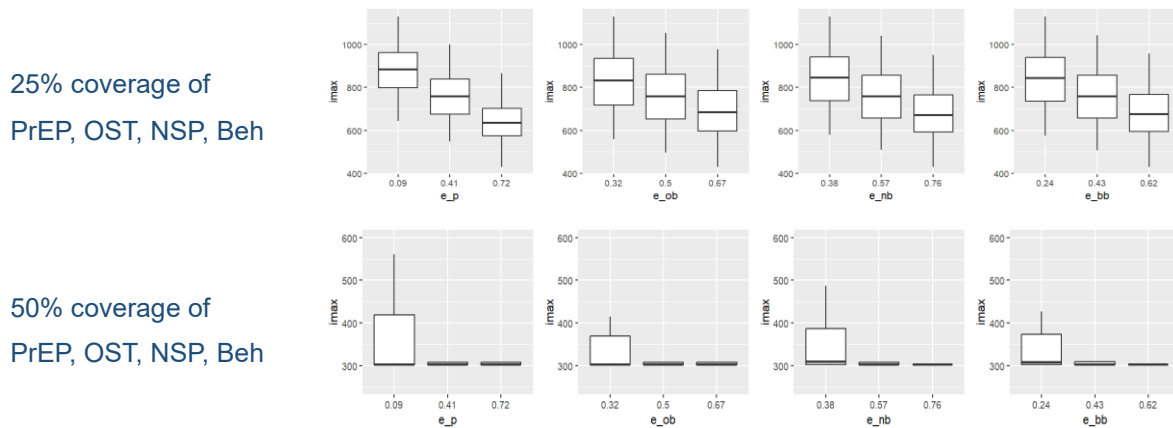 25% coverage of
PrEP, OST, NSP, Beh
1000
800
600
400
imax
0.09 0.41 0.72
e_p
1000
800
600
400
imax
0.32 0.5 0.67
e_ob
1000
800
600
400
imax
0.38 0.57 0.76
e_nb
1000
800
600
400
imax
0.24 0.43 0.62
e_bb
50% coverage of
PrEP, OST, NSP, Beh
600
500
400
300
imax
0.09 0.41 0.72
e_p
600
500
400
300
imax
0.32 0.5 0.67
e_ob
600
500
400
300
imax
0.38 0.57 0.76
e_nb
600
500
400
300
imax
0.24 0.43 0.62
e_bb